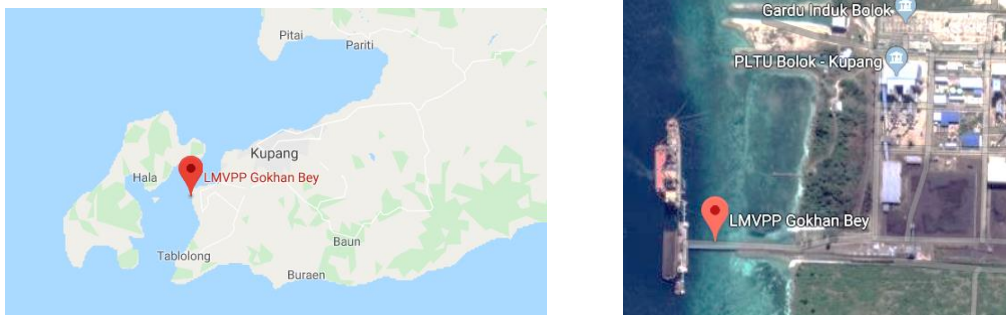 Pitai
Pariti
Kupang
LMVPP Gokhan Bey
Hala
Baun
Tablolong
Buraen
Gardu Induk Bolok
PLTU Bolok - Kupang
LMVPP Gokhan Bey